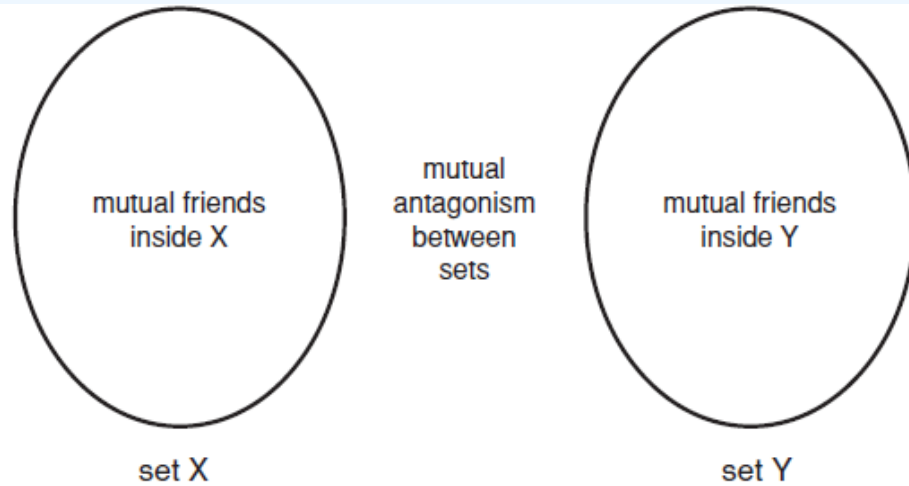 mutual friends
inside X
mutual
antagonism
between
sets
mutual friends
inside Y
set X
set Y